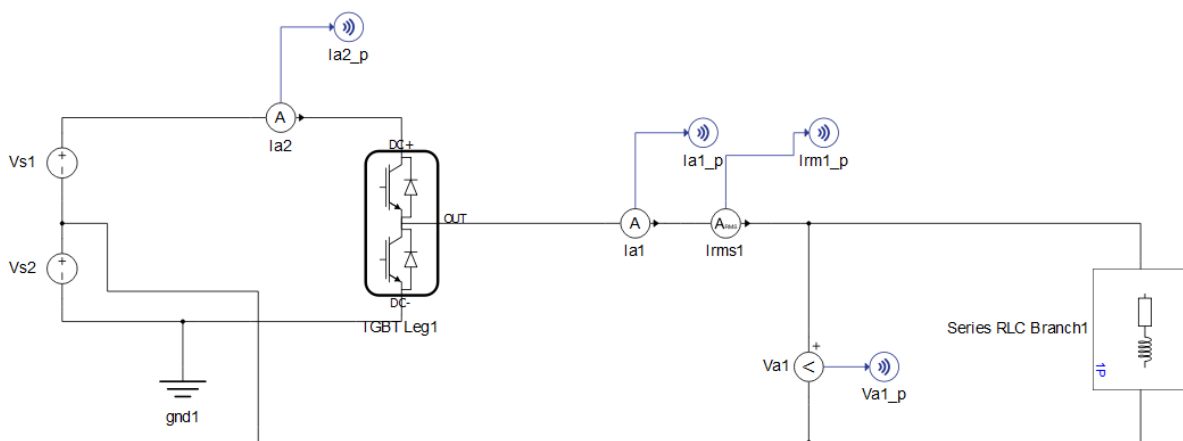 Ia2_p
A
Ia2
DC+
Vs1
Ia1_p
Irm1_p
OUT
A
ARMS
Ia1
Irms1
Vs2
DC-
IGBT Leg1
Series RLC Branch1
1P
Va1
V
Va1_p
gnd1